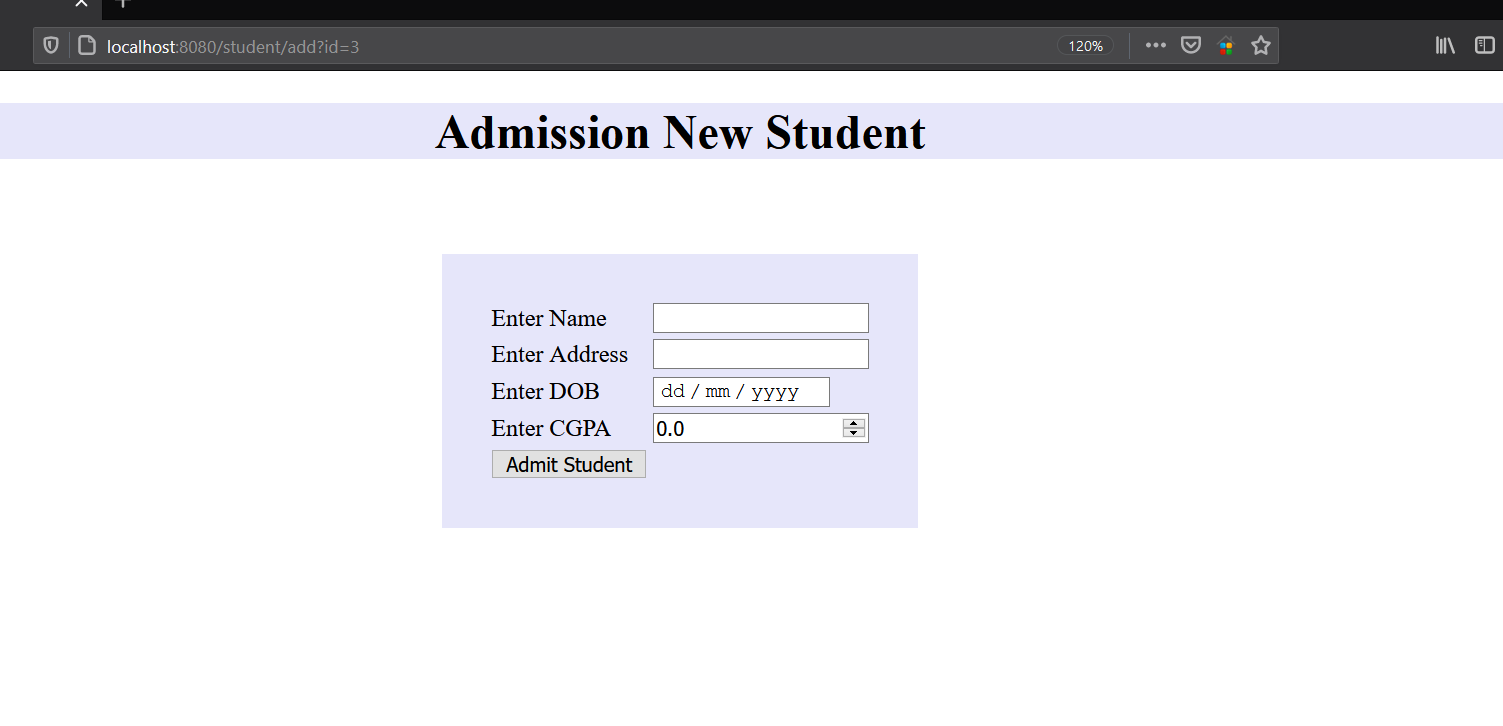 localhost:8080/student/add?id=3
120%
Admission New Student
Enter Name
Enter Address
Enter DOB dd / mm / yyyy
Enter CGPA 0.0
Admit Student